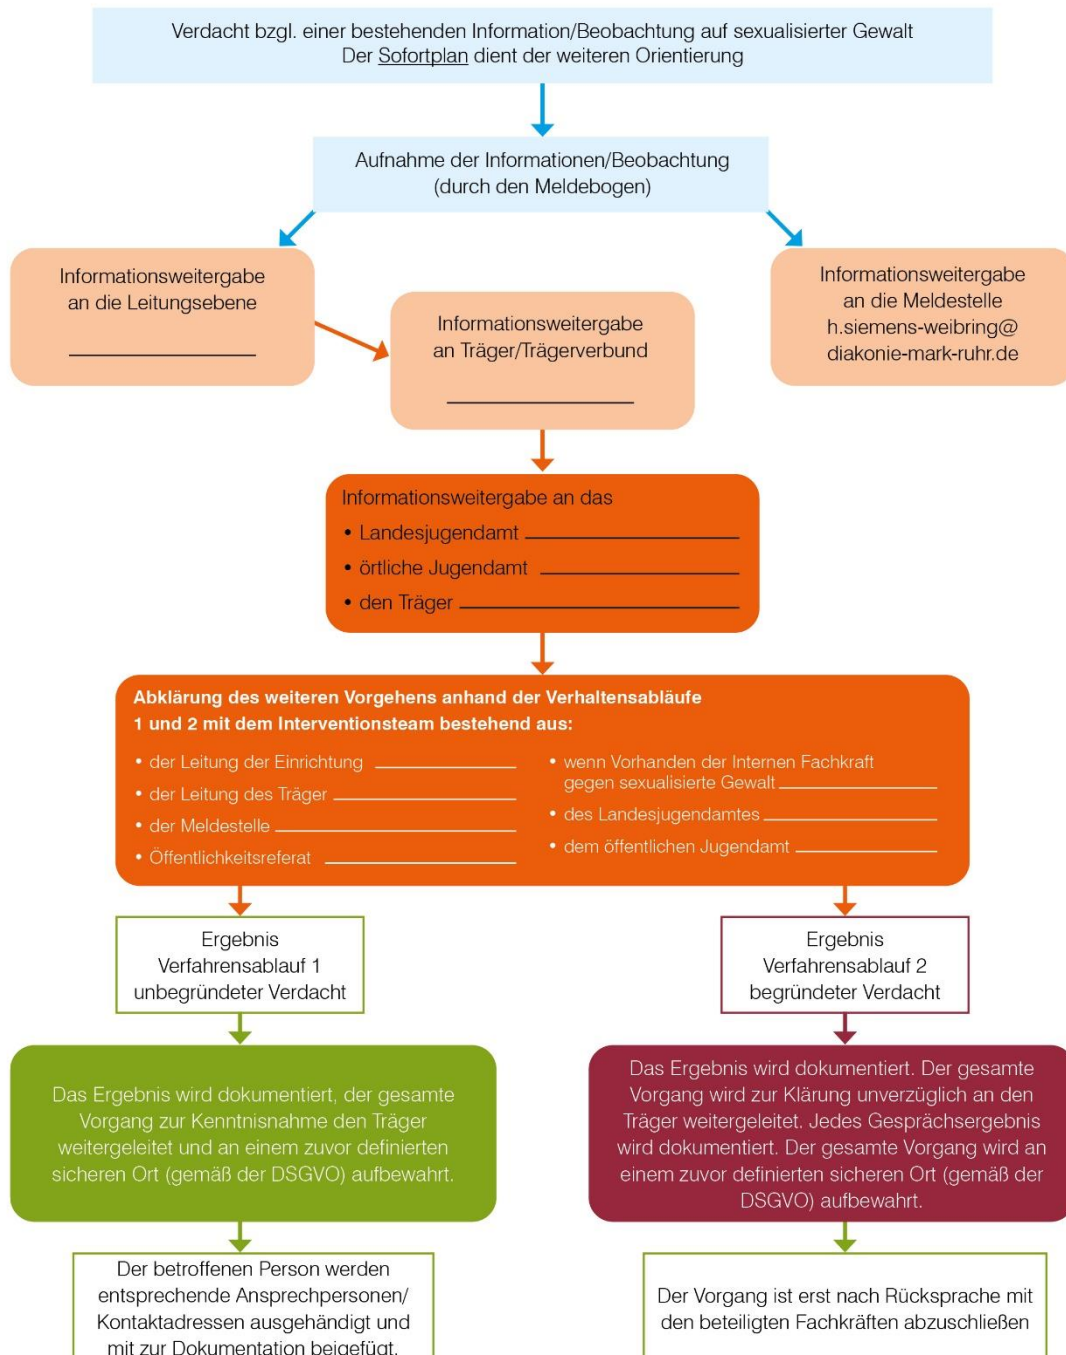 Verdacht bzgl. einer bestehenden Information/Beobachtung auf sexualisierter Gewalt
Der Sofortplan dient der weiteren Orientierung
Aufnahme der Informationen/Beobachtung
(durch den Meldebogen)
Informationsweitergabe
an die Leitungsebene
Informationsweitergabe
an Träger/Trägerverbund
Informationsweitergabe
an die Meldestelle
h.siemens-weibring@
diakonie-mark-ruhr.de
Informationsweitergabe an das
• Landesjugendamt
• örtliche Jugendamt
• den Träger
Abklärung des weiteren Vorgehens anhand der Verhaltensabläufe
1 und 2 mit dem Interventionsteam bestehend aus:
• der Leitung der Einrichtung
• der Leitung des Träger
• der Meldestelle
• Öffentlichkeitsreferat
• wenn Vorhanden der Internen Fachkraft
gegen sexualisierte Gewalt
• des Landesjugendamtes
• dem öffentlichen Jugendamt
Ergebnis
Verfahrensablauf 1
unbegründeter Verdacht
Ergebnis
Verfahrensablauf 2
begründeter Verdacht
Das Ergebnis wird dokumentiert, der gesamte
Vorgang zur Kenntnisnahme den Träger
weitergeleitet und an einem zuvor definierten
sicheren Ort (gemäß der DSGVO) aufbewahrt.
Das Ergebnis wird dokumentiert. Der gesamte
Vorgang wird zur Klärung unverzüglich an den
Träger weitergeleitet. Jedes Gesprächsergebnis
wird dokumentiert. Der gesamte Vorgang wird an
einem zuvor definierten sicheren Ort (gemäß der
DSGVO) aufbewahrt.
Der betroffenen Person werden
entsprechende Ansprechpersonen/
Kontaktadressen ausgehändigt und
mit zur Dokumentation beigefügt.
Der Vorgang ist erst nach Rücksprache mit
den beteiligten Fachkräften abzuschließen